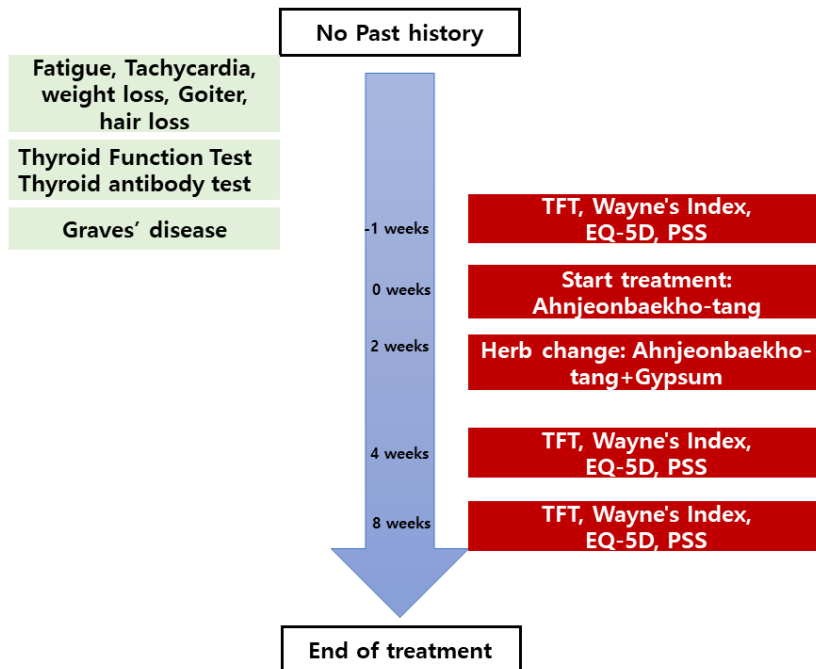 No Past history
Fatigue, Tachycardia,
weight loss, Goiter,
hair loss
Thyroid Function Test
Thyroid antibody test
Graves’ disease
-1 weeks
TFT, Wayne's Index,
EQ-5D, PSS
0 weeks
Start treatment:
Ahnjeonbaekho-tang
2 weeks
Herb change: Ahnjeonbaekho-
tang+Gypsum
4 weeks
TFT, Wayne's Index,
EQ-5D, PSS
8 weeks
TFT, Wayne's Index,
EQ-5D, PSS
End of treatment